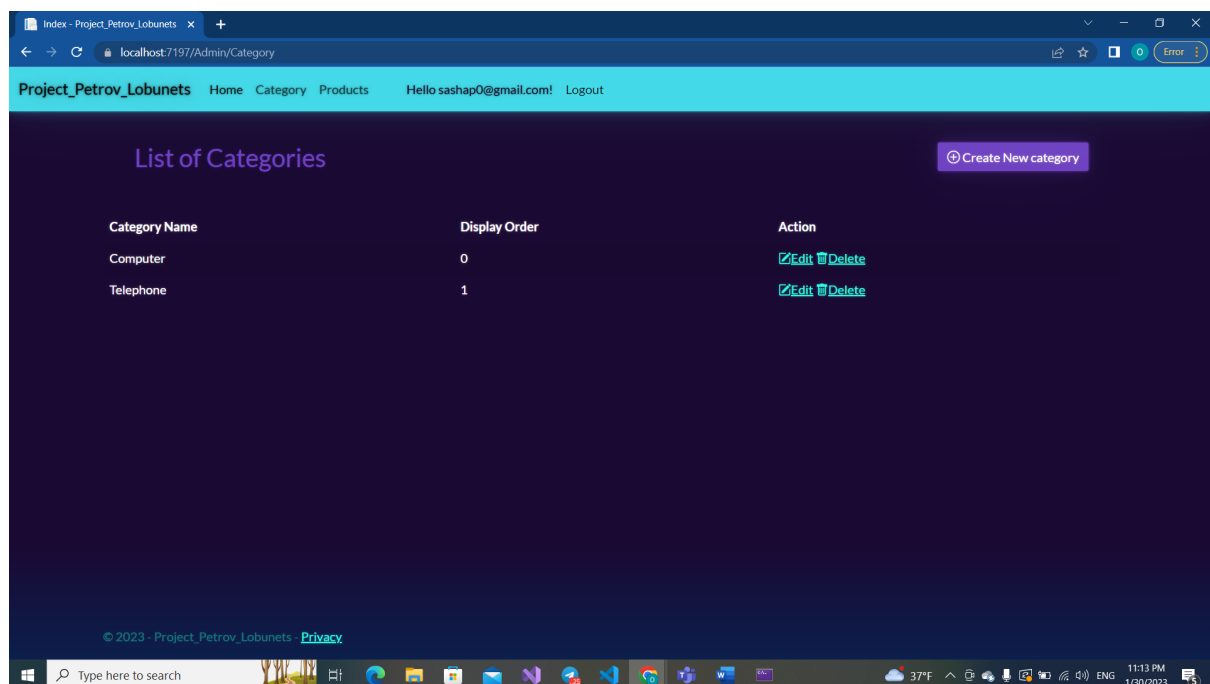 Index - Project_Petrov_Lobunets
localhost:7197/Admin/Category
O
Error
Project_Petrov_Lobunets Home Category Products Hello sashap0@gmail.com! Logout
List of Categories
Create New category
Category Name Display Order Action
Computer 0 Edit Delete
Telephone 1 Edit Delete
© 2023 - Project_Petrov_Lobunets - Privacy
Type here to search
25
37°F
ENG
11:13 PM
1/30/2023
5